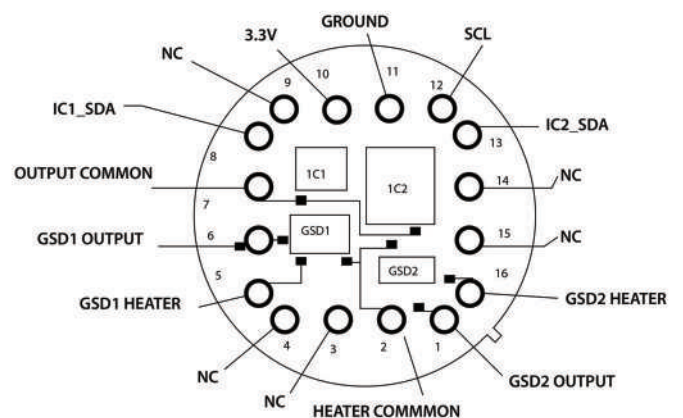 GROUND
3.3V
SCL
NC
11
10
12
9
IC1_SDA
IC2_SDA
13
8
OUTPUT COMMON
1C1
1C2
14
NC
7
GSD1 OUTPUT
6
GSD1
15
NC
GSD2
16
5
GSD1 HEATER
GSD2 HEATER
4
3
2
1
NC
NC
GSD2 OUTPUT
HEATER COMMMON